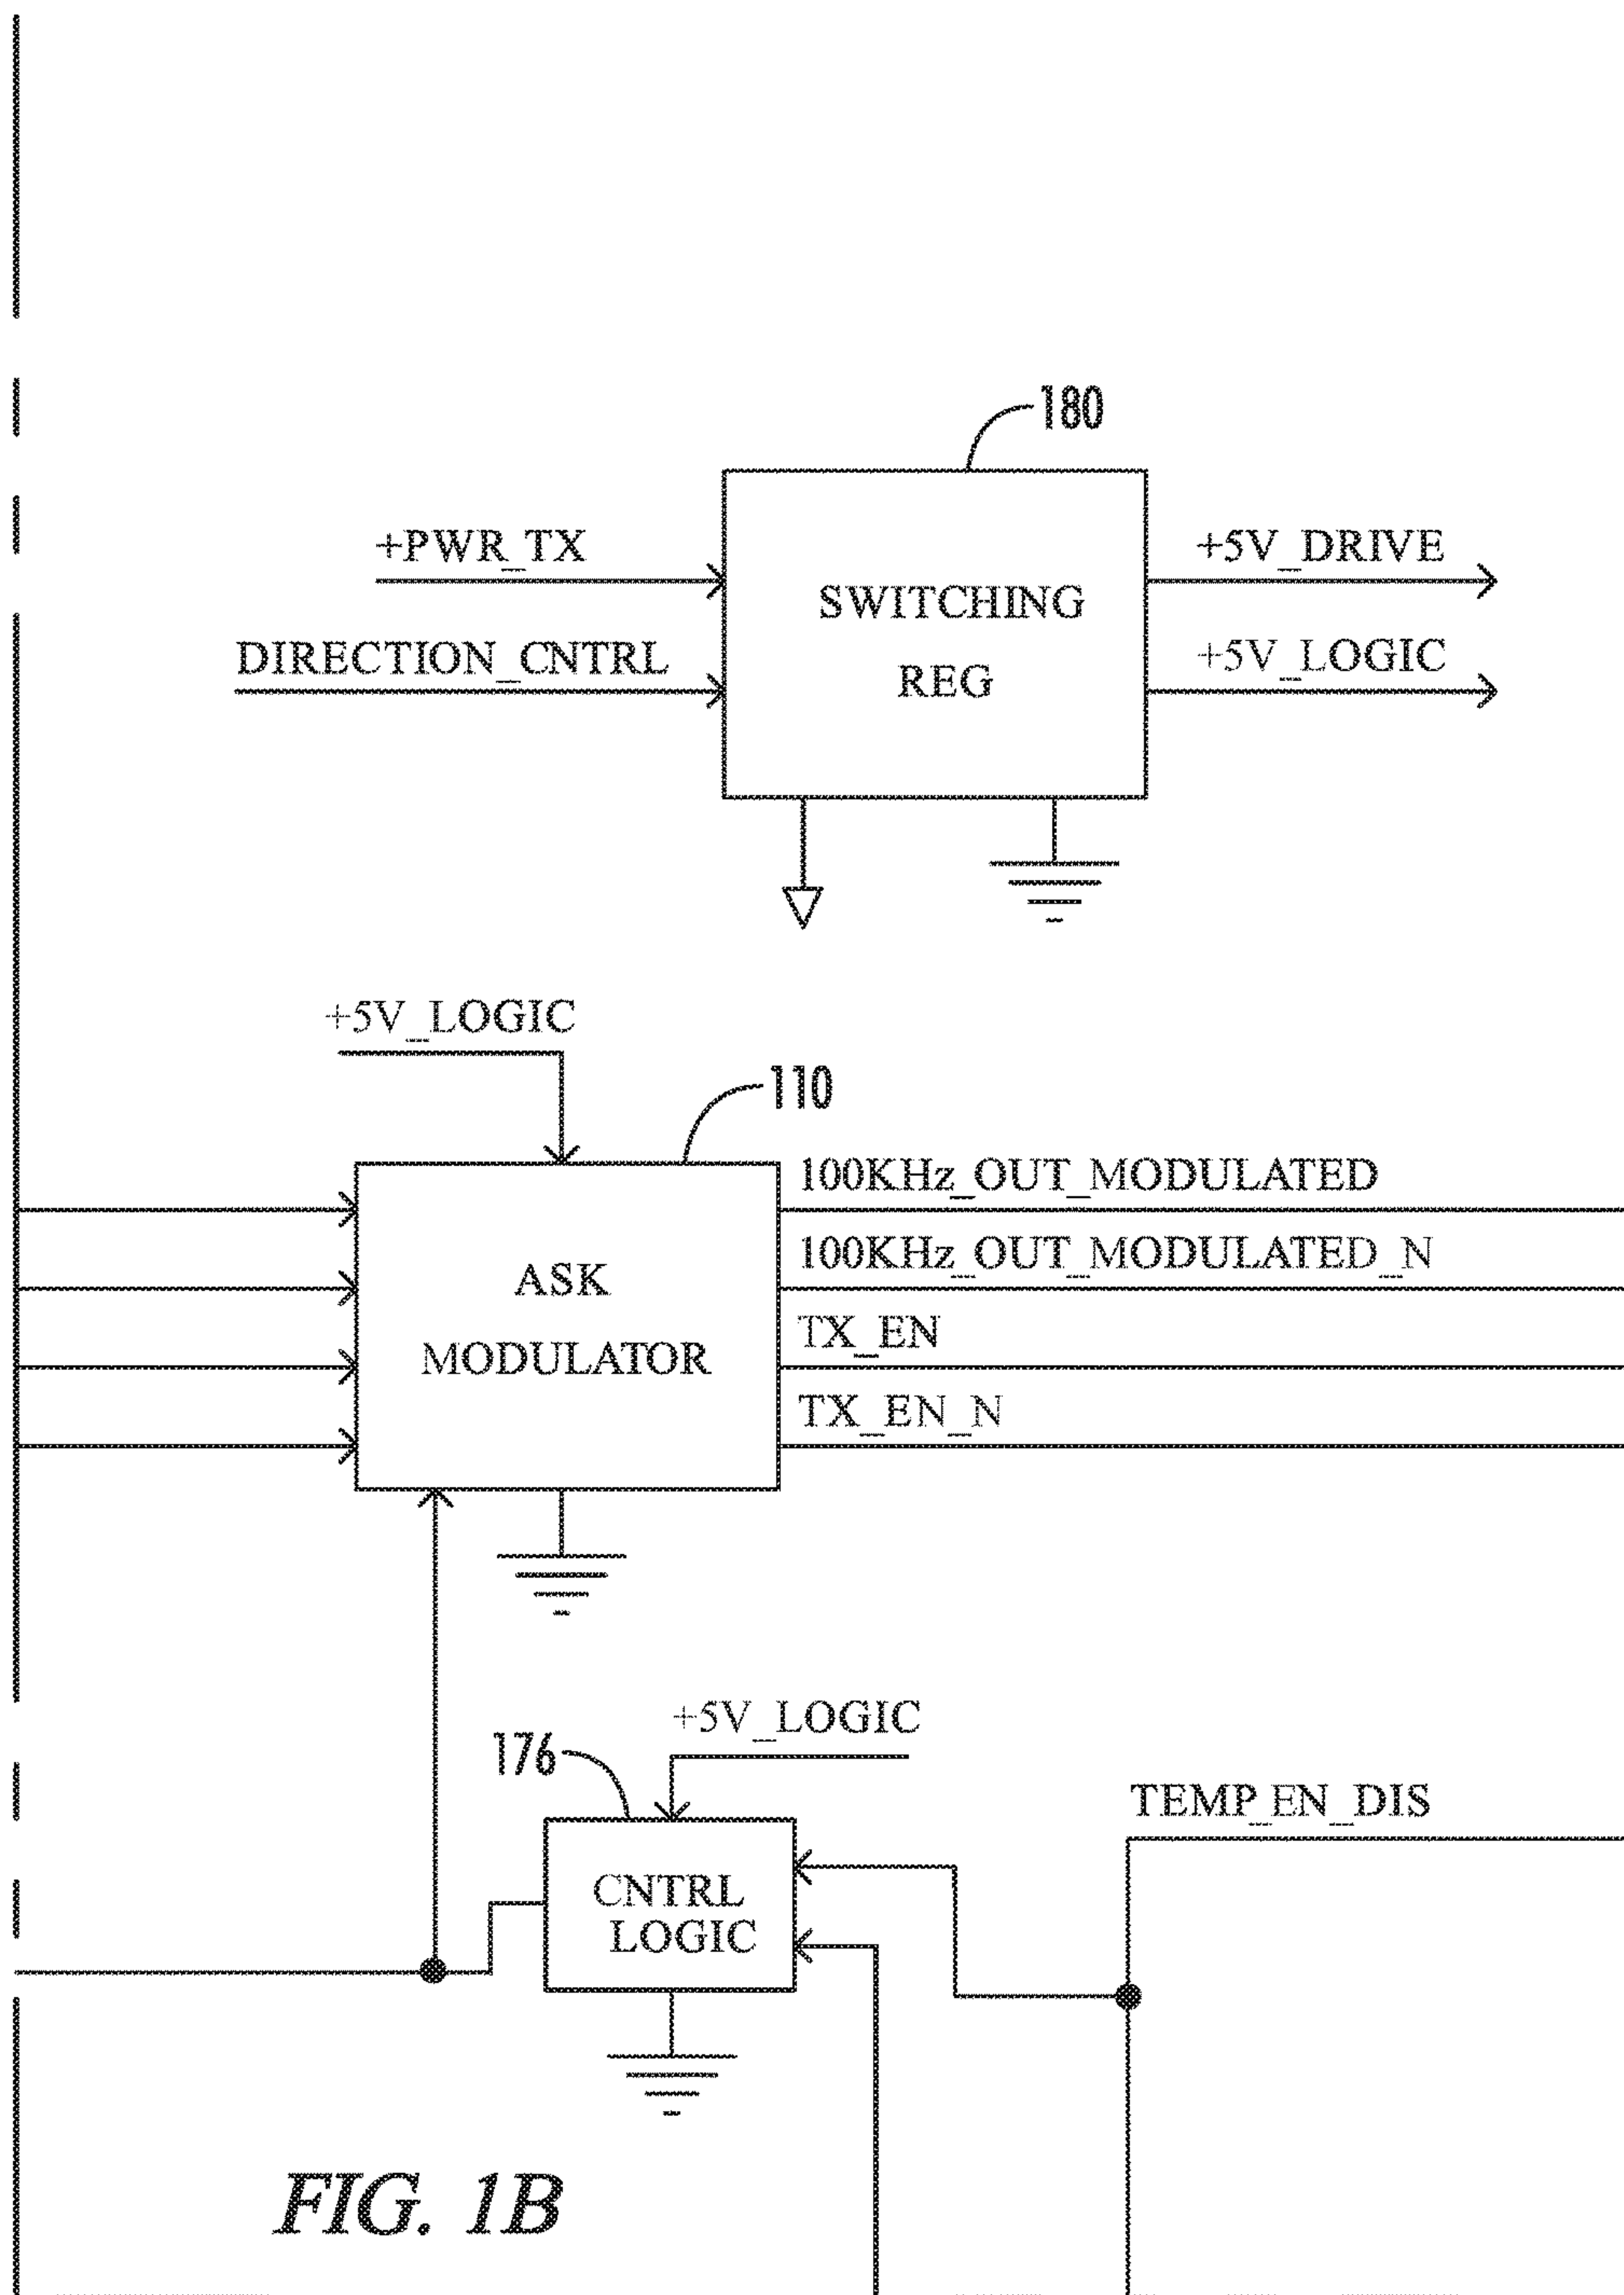 180
+PWR_TX
+5V_DRIVE
SWITCHING
DIRECTION_CNTRL
+5V_LOGIC
REG
+5V_LOGIC
110
100KHz_OUT_MODULATED
100KHz_OUT_MODULATED_N
ASK
TX_EN
MODULATOR
TX_EN_N
+5V_LOGIC
176
TEMP_EN_DIS
CNTRL
LOGIC
FIG. 1B